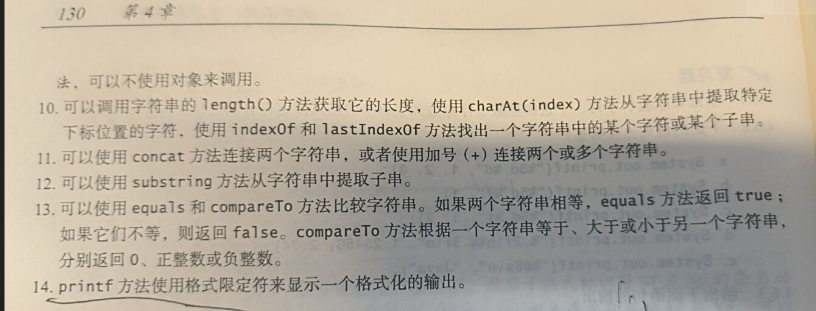 130 第4章
法，可以不使用对象来调用。
10. 可以调用字符串的 length() 方法获取它的长度，使用 charAt(index) 方法从字符串中提取特定
下标位置的字符，使用 indexOf 和 lastIndexOf 方法找出一个字符串中的某个字符或某个子串。
11. 可以使用 concat 方法连接两个字符串，或者使用加号 (+) 连接两个或多个字符串。
12. 可以使用 substring 方法从字符串中提取子串。
13. 可以使用 equals 和 compareTo 方法比较字符串。如果两个字符串相等，equals 方法返回 true；
如果它们不等，则返回 false。compareTo 方法根据一个字符串等于、大于或小于另一个字符串，
分别返回 0、正整数或负整数。
14. printf 方法使用格式限定符来显示一个格式化的输出。